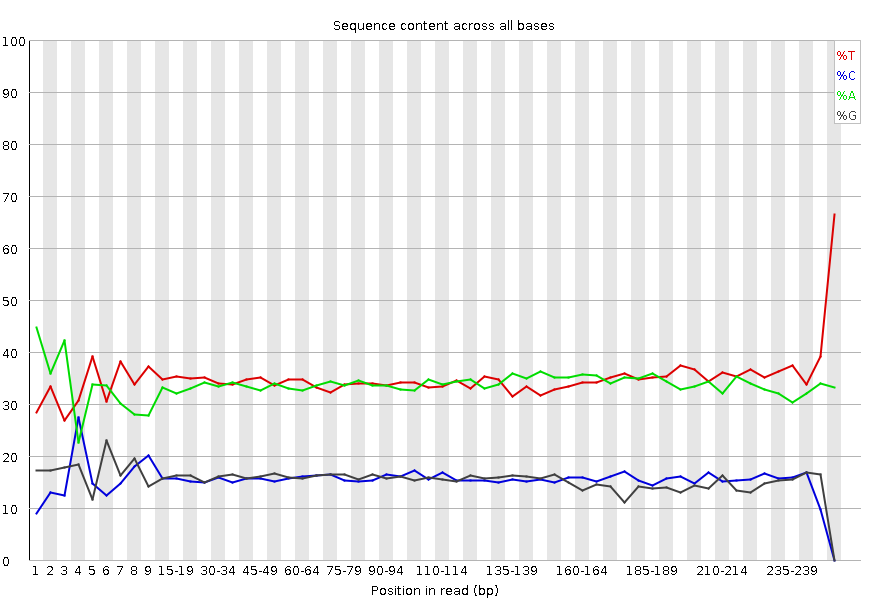 Sequence content across all bases
100
90
80
70
60
50
40
30
20
10
0
%T
%C
%A
%G
1 2 3 4 5 6 7 8 9 15-19 30-34 45-49 60-64 75-79 90-94 110-114 135-139 160-164 185-189 210-214 235-239
Position in read (bp)